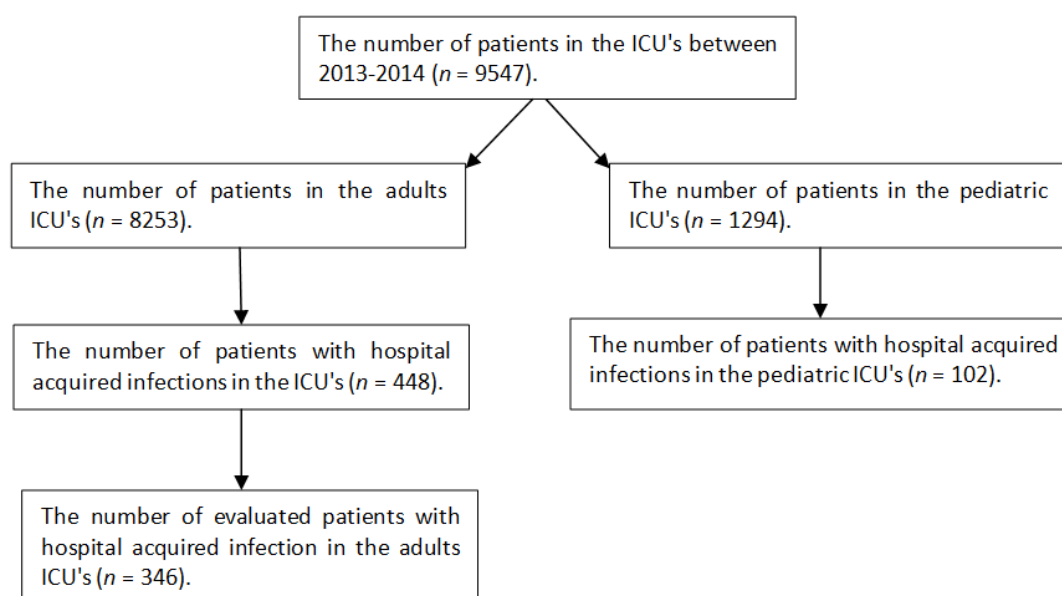 The number of patients in the ICU's between
2013-2014 (n = 9547).
The number of patients in the adults
ICU's (n = 8253).
The number of patients in the pediatric
ICU's (n = 1294).
The number of patients with hospital
acquired infections in the ICU's (n = 448).
The number of patients with hospital acquired
infections in the pediatric ICU's (n = 102).
The number of evaluated patients with
hospital acquired infection in the adults
ICU's (n = 346).